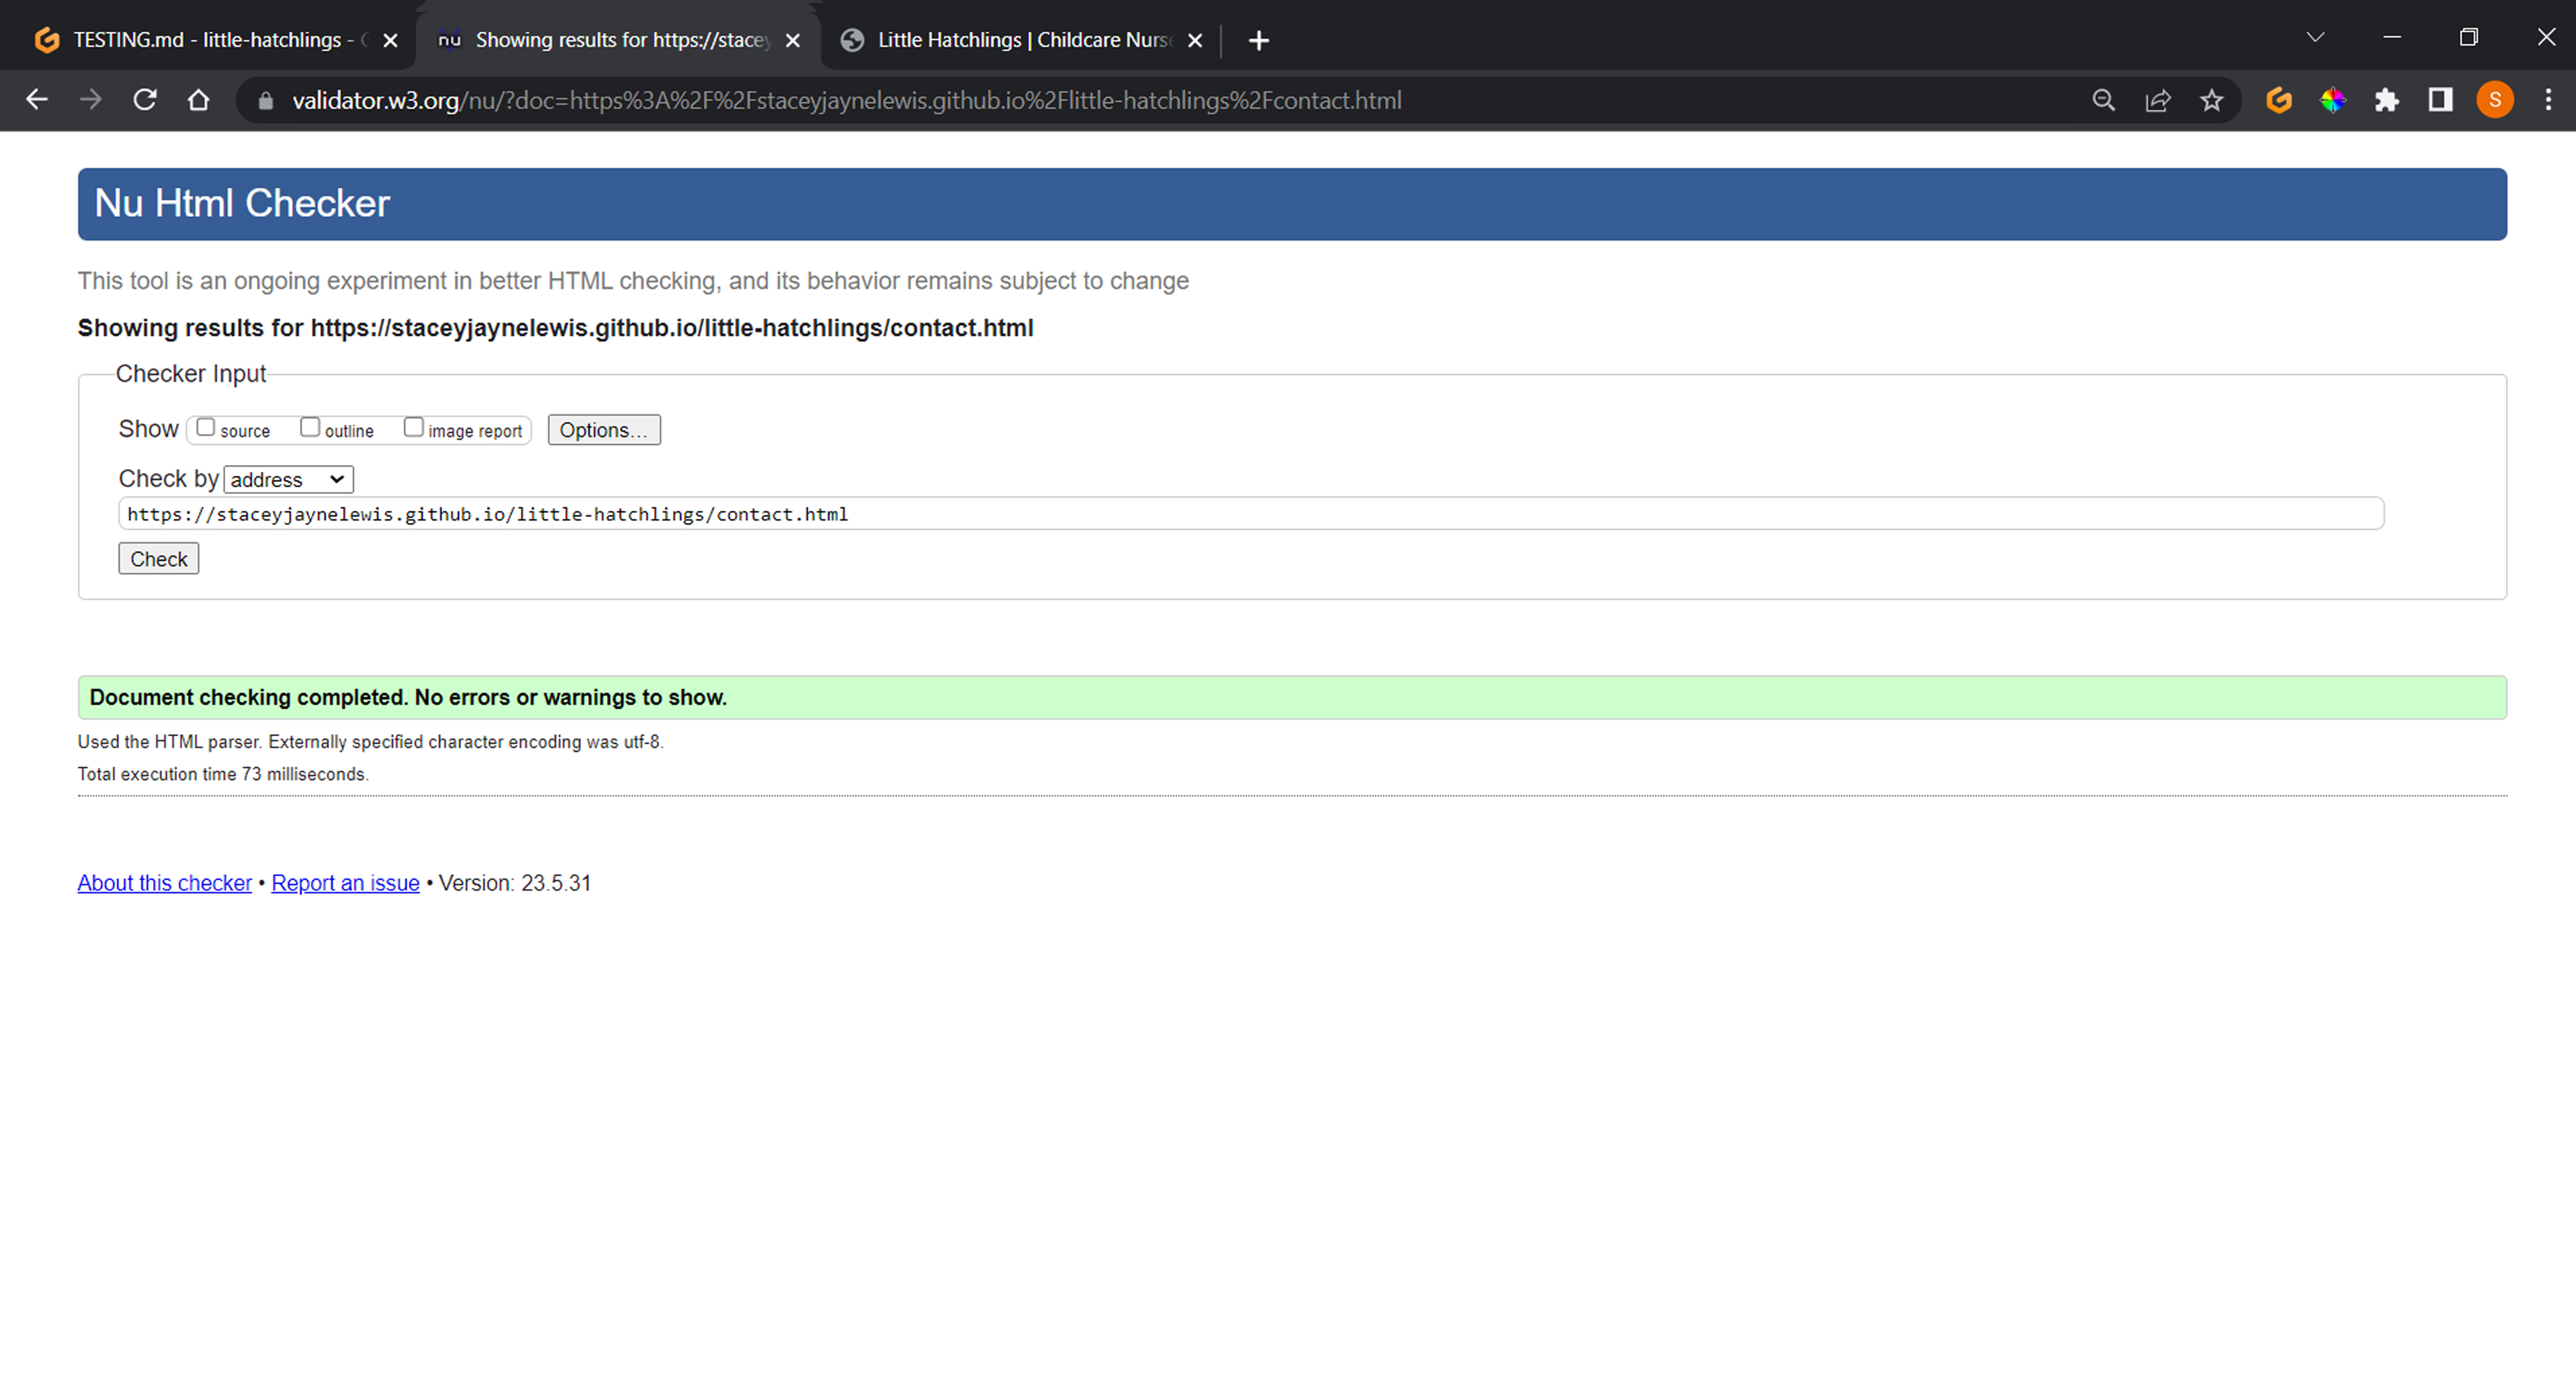 TESTING.md - little-hatchlings -
nu Showing results for https://stacey
Little Hatchlings | Childcare Nurs
validator.w3.org/nu/?doc=https%3A%2F%2Fstaceyjaynelewis.github.io%2Flittle-hatchlings%2Fcontact.html
S
Nu Html Checker
This tool is an ongoing experiment in better HTML checking, and its behavior remains subject to change
Showing results for https://staceyjaynelewis.github.io/little-hatchlings/contact.html
Checker Input
Show source outline image report Options...
Check by address
https://staceyjaynelewis.github.io/little-hatchlings/contact.html
Check
Document checking completed. No errors or warnings to show.
Used the HTML parser. Externally specified character encoding was utf-8.
Total execution time 73 milliseconds.
About this checker • Report an issue • Version: 23.5.31